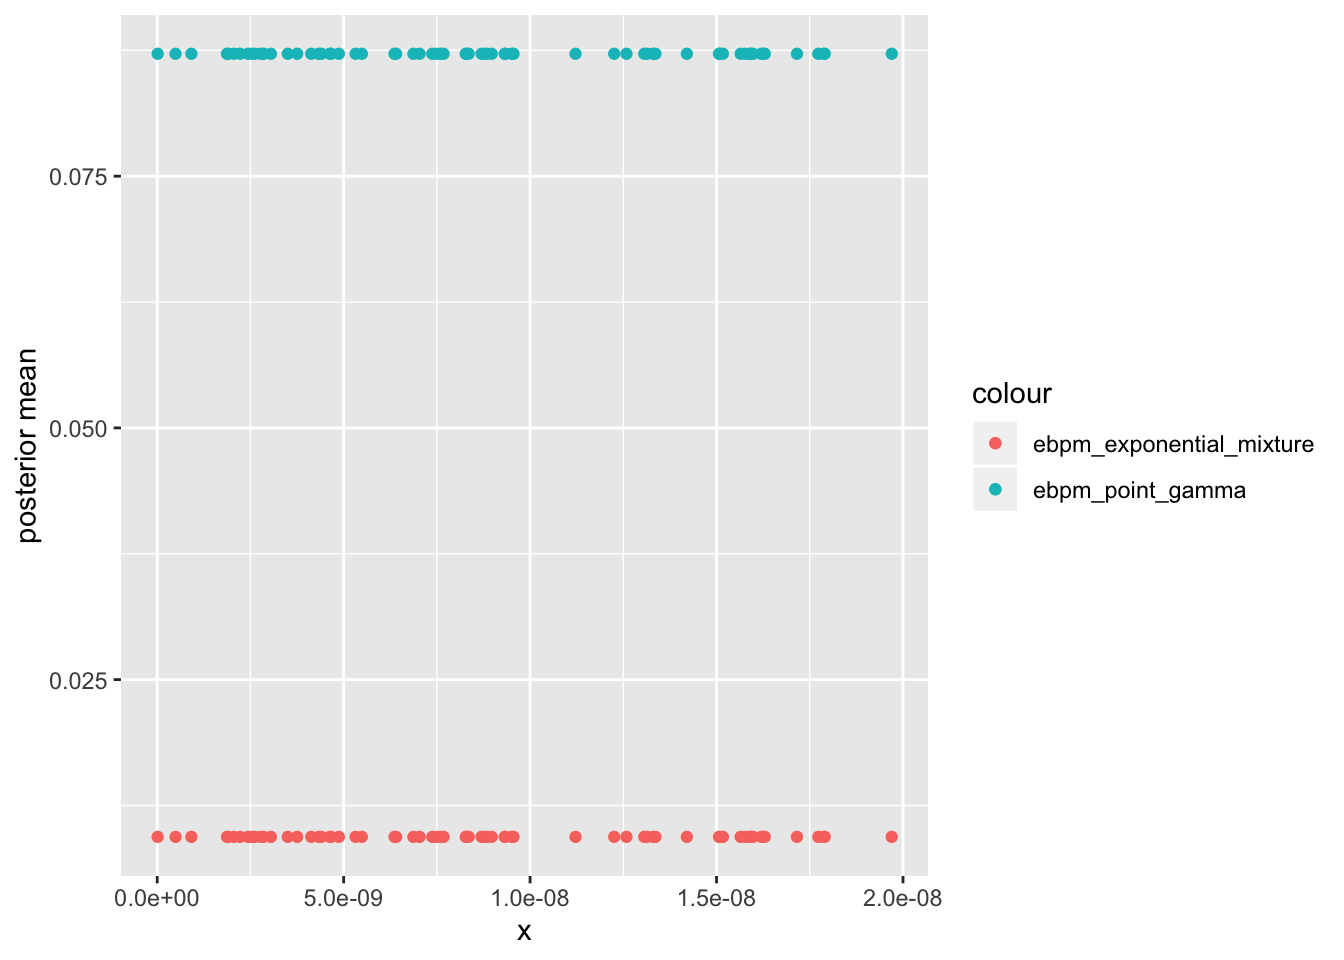 0.075
0.050
0.025
posterior mean
0.0e+00
5.0e-09
1.0e-08
1.5e-08
2.0e-08
x
colour
ebpm_exponential_mixture
ebpm_point_gamma